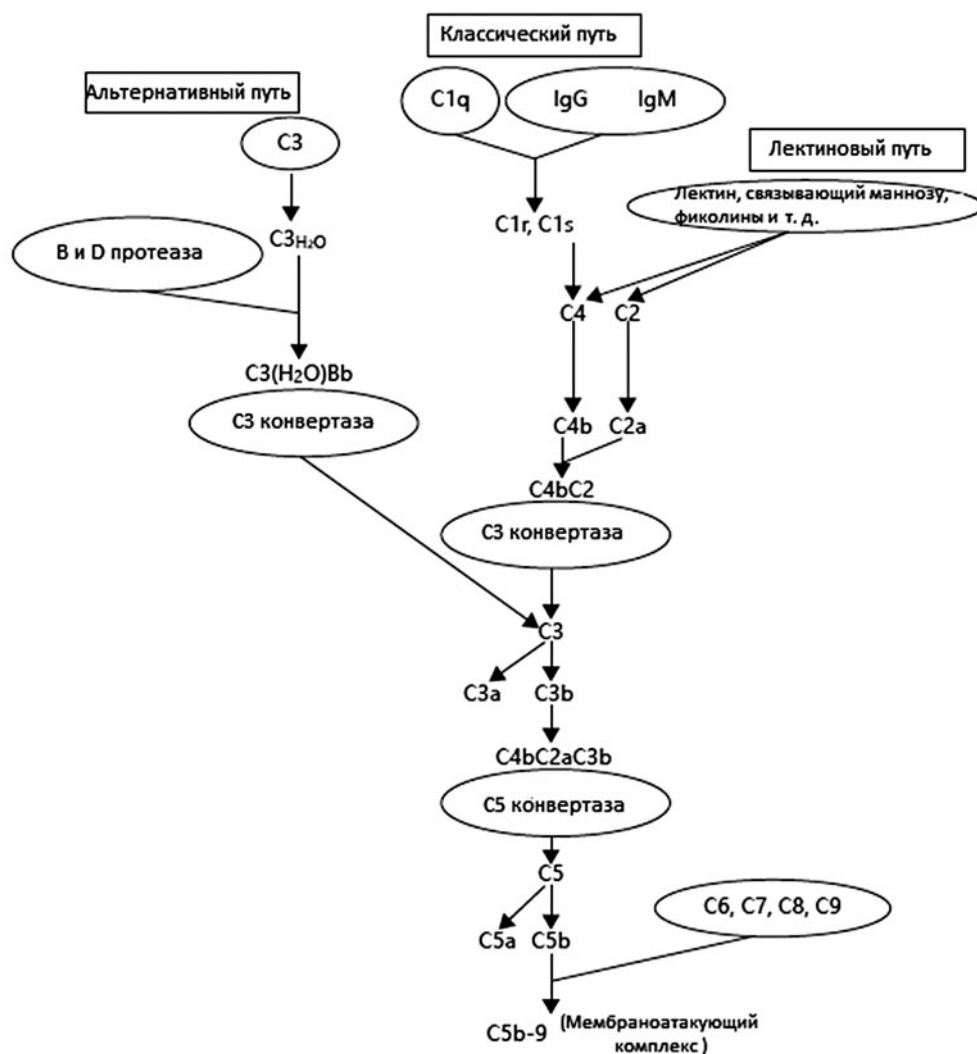 Классический путь
Альтернативный путь
C1q
IgG IgM
C3
Лектиновый путь
Лектин, связывающий маннозу,
фиколины и т. д.
C1r, C1s
C3H₂O
B и D протеаза
C4 C2
C3(H₂O)Bb
C3 конвертаза
C4b C2a
C4bC2
C3 конвертаза
C3
C3a C3b
C4bC2aC3b
C5 конвертаза
C5
C6, C7, C8, C9
C5a C5b
C5b-9 (Мембраноатакующий
комплекс)